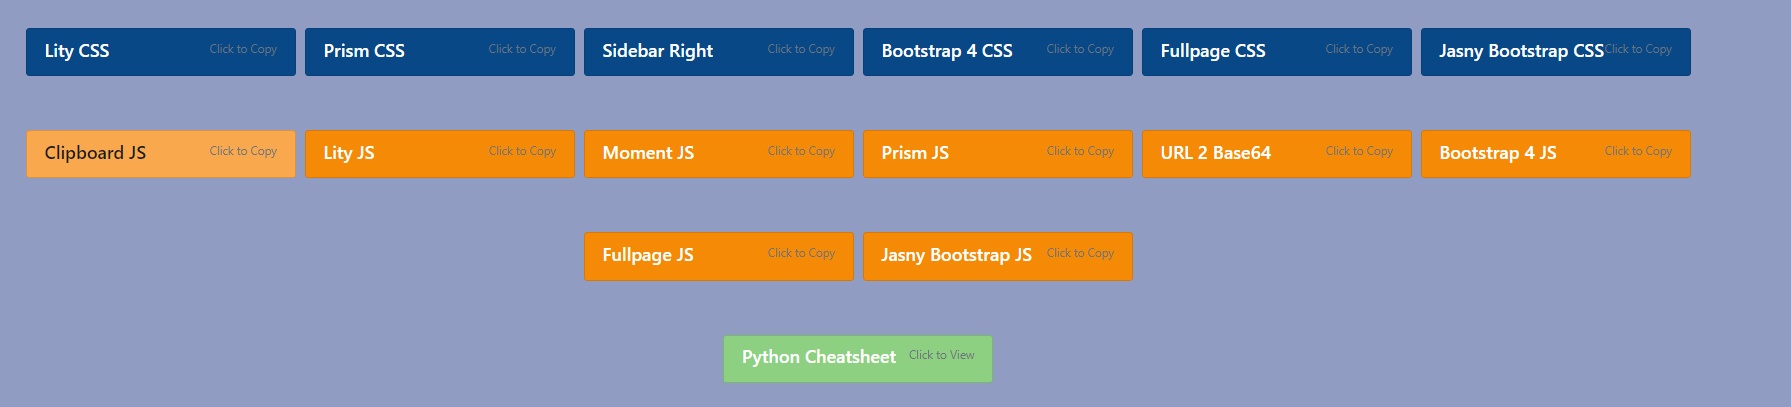 Lity CSS Click to Copy Prism CSS Click to Copy Sidebar Right Click to Copy Bootstrap 4 CSS Click to Copy Fullpage CSS Click to Copy Jasny Bootstrap CSS Click to Copy
Clipboard JS Click to Copy Lity JS Click to Copy Moment JS Click to Copy Prism JS Click to Copy URL 2 Base64 Click to Copy Bootstrap 4 JS Click to Copy
Fullpage JS Click to Copy Jasny Bootstrap JS Click to Copy
Python Cheatsheet Click to View